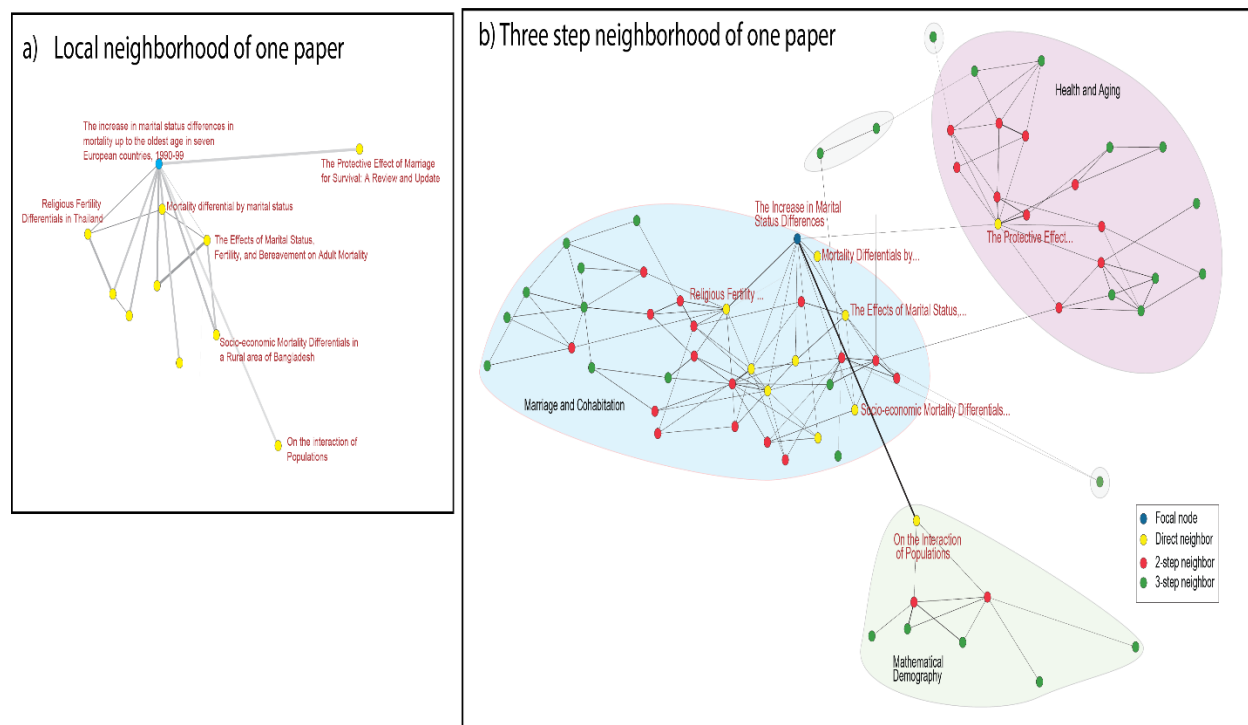 a) Local neighborhood of one paper
The increase in marital status differences in
mortality up to the oldest age in seven
European countries, 1990-99
The Protective Effect of Marriage
for Survival: A Review and Update
Religious Fertility
Differentials in Thailand
Mortality differential by marital status
The Effects of Marital Status,
Fertility, and Bereavement on Adult Mortality
Socio-economic Mortality Differentials in
a Rural area of Bangladesh
On the interaction of
Populations
b) Three step neighborhood of one paper
Health and Aging
The Increase in Marital
Status Differences
The Protective Effect...
Mortality Differentials by...
Religious Fertility ...
The Effects of Marital Status,...
Marriage and Cohabitation
Socio-economic Mortality Differentials...
On the Interaction
of Populations
Mathematical
Demography
Focal node
Direct neighbor
2-step neighbor
3-step neighbor